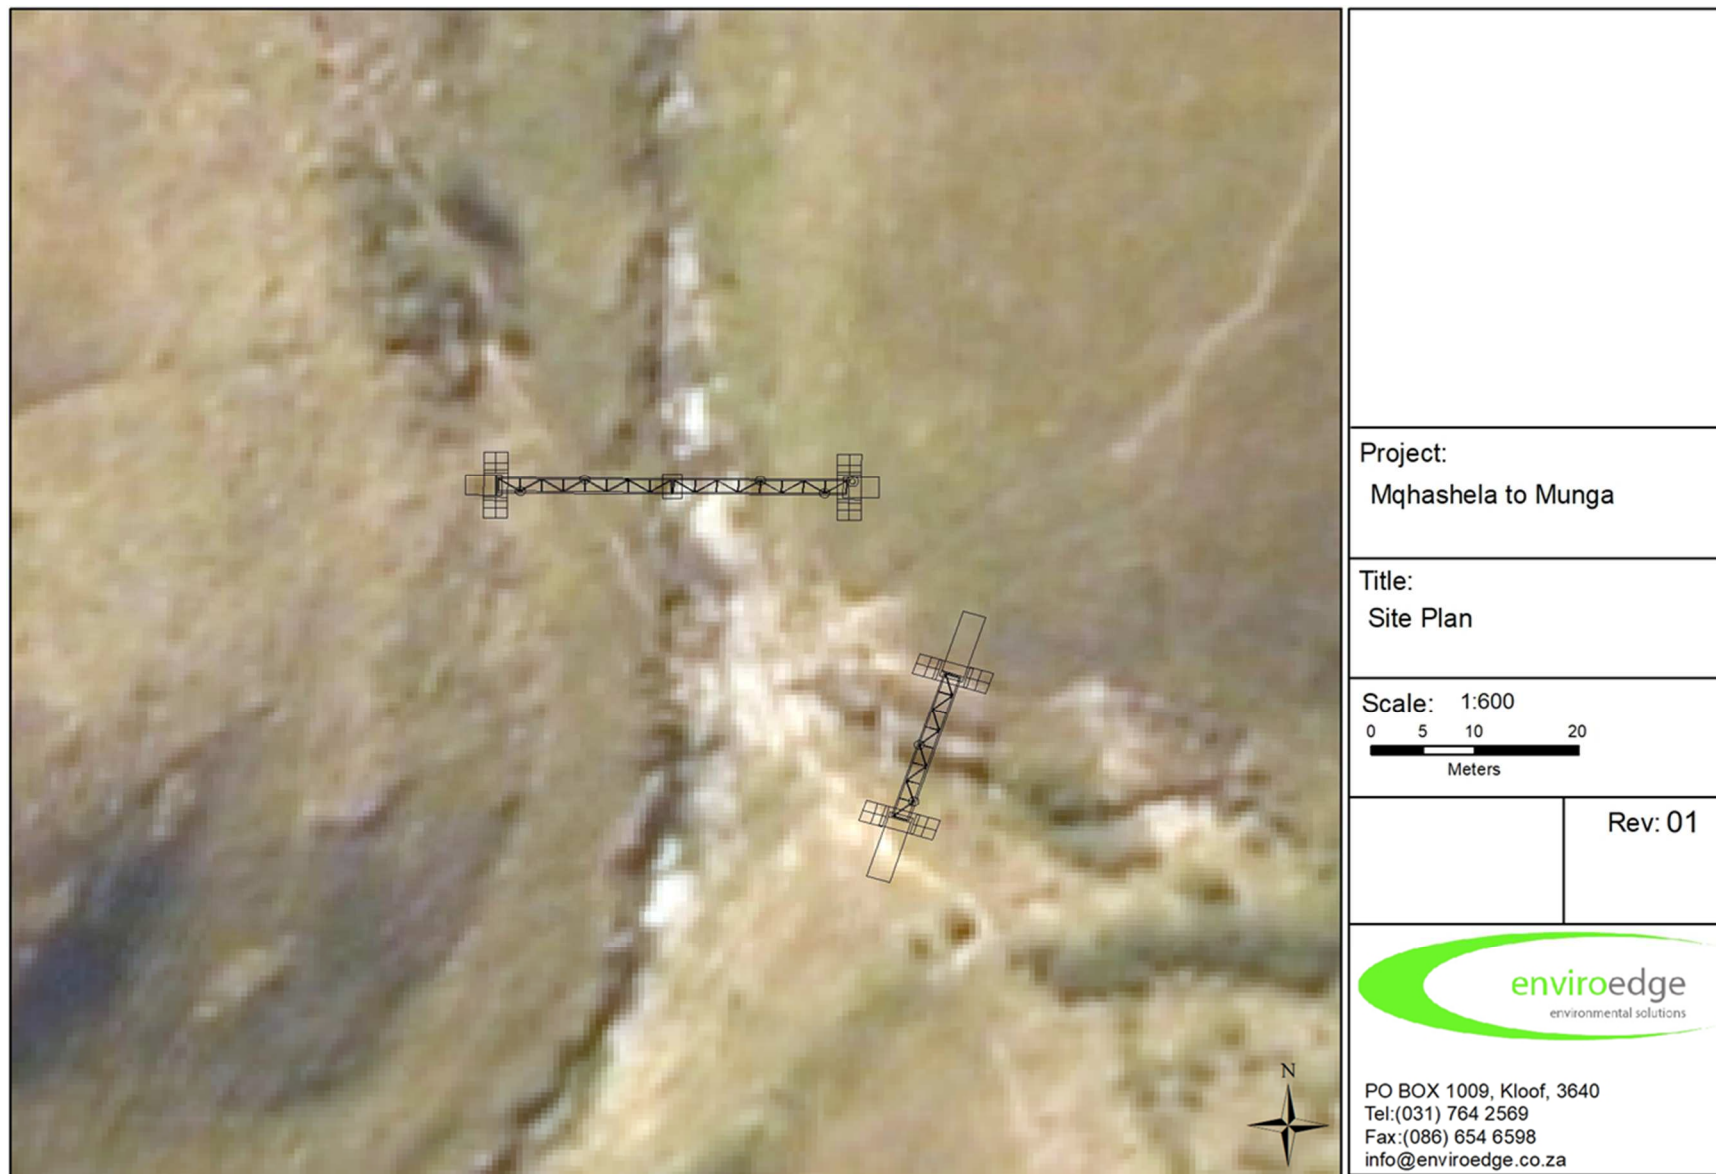 Project:
Mqhashela to Munga
Title:
Site Plan
Scale: 1:600
0 5 10 20
Meters
Rev: 01
enviroedge
environmental solutions
N
PO BOX 1009, Kloof, 3640
Tel:(031) 764 2569
Fax:(086) 654 6598
info@enviroedge.co.za